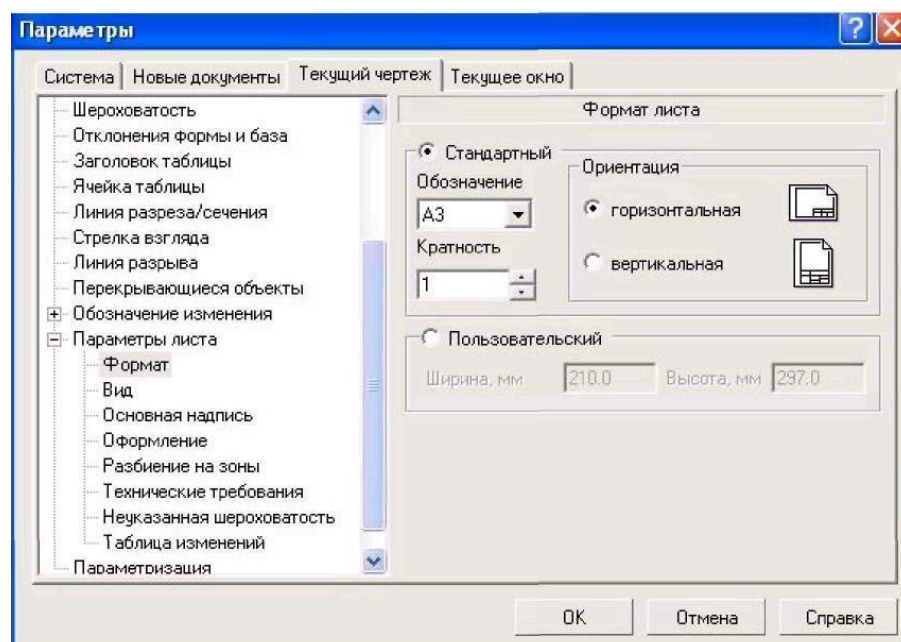 Параметры
Система
Новые документы
Текущий чертеж
Текущее окно
Шероховатость
Отклонения формы и база
Заголовок таблицы
Ячейка таблицы
Линия разреза/сечения
Стрелка взгляда
Линия разрыва
Перекрывающиеся объекты
Обозначение изменения
Параметры листа
Формат
Вид
Основная надпись
Оформление
Разбиение на зоны
Технические требования
Неуказанная шероховатость
Таблица изменений
Параметризация
Формат листа
Стандартный
Обозначение
А3
Кратность
1
Ориентация
горизонтальная
вертикальная
Пользовательский
Ширина, мм 210.0 Высота, мм 297.0
OK
Отмена
Справка